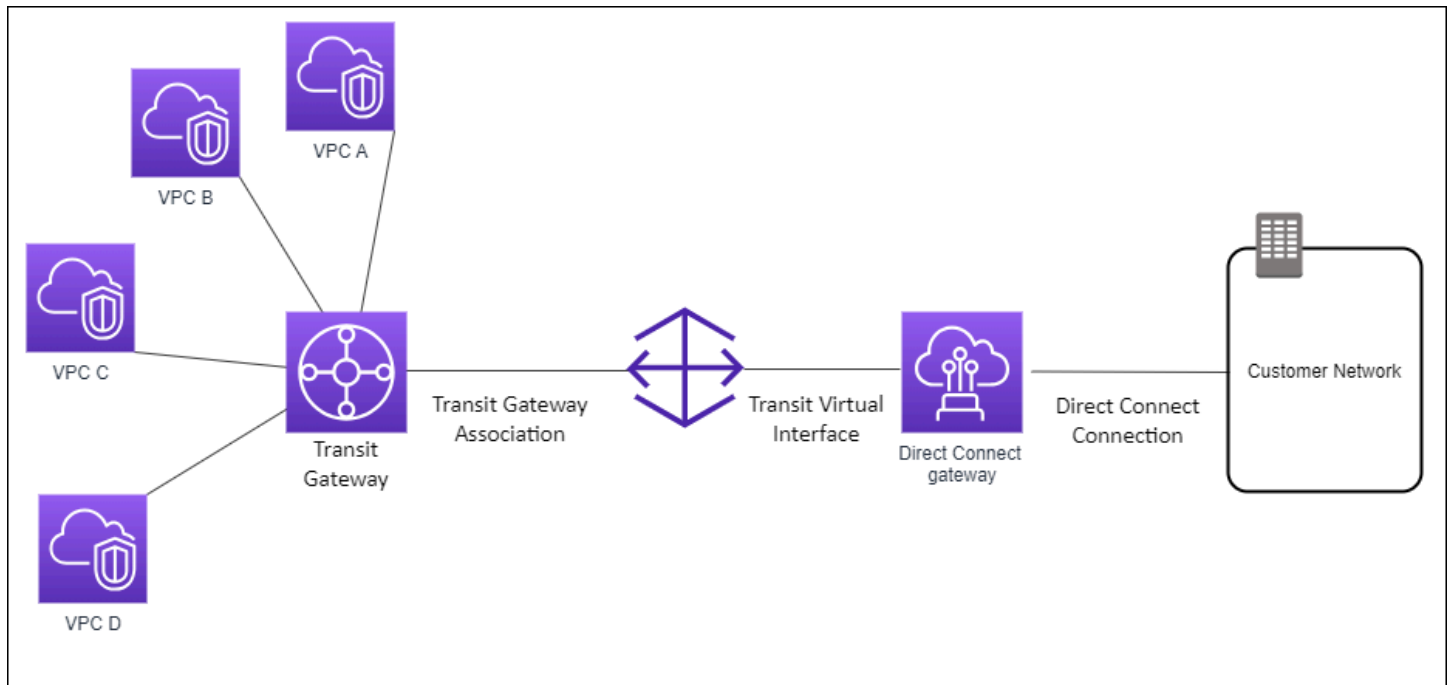 VPC A
VPC B
VPC C
VPC D
Transit
Gateway
Transit Gateway
Association
Transit Virtual
Interface
Direct Connect
gateway
Direct Connect
Connection
Customer Network